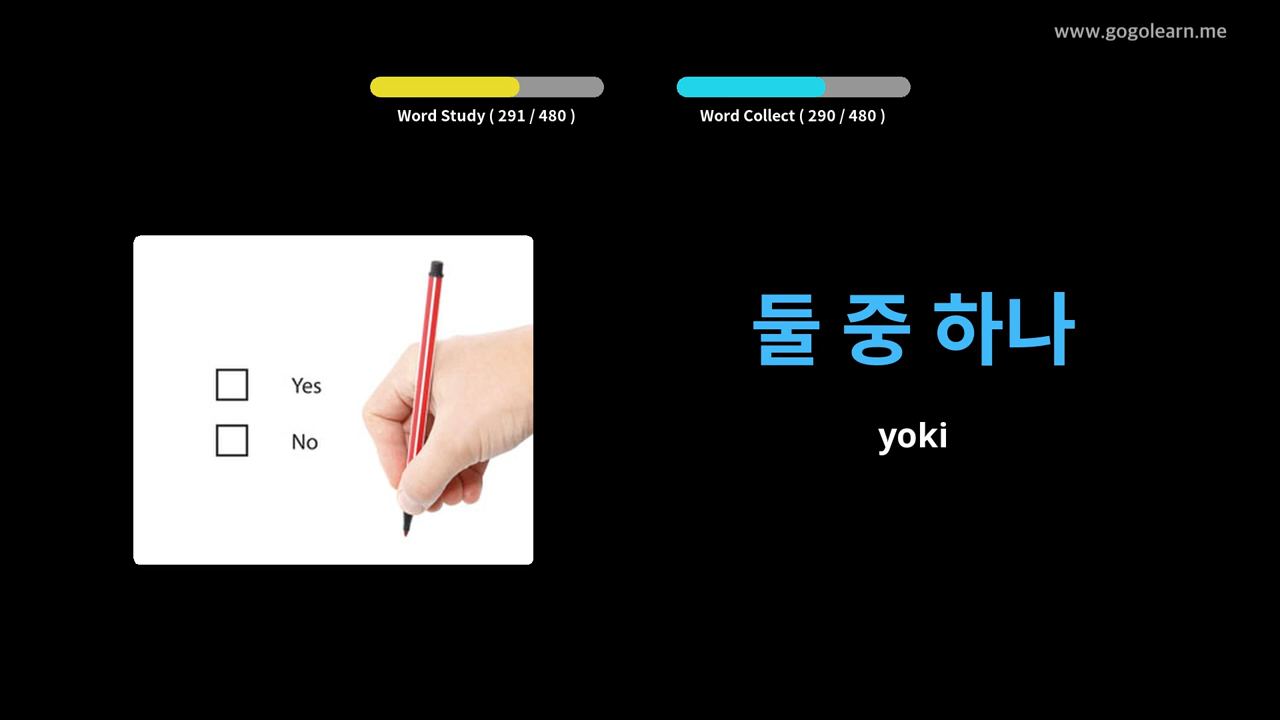 www.gogolearn.me
Word Study ( 291 / 480 )
Word Collect ( 290 / 480 )
Yes
No
둘 중 하나
yoki